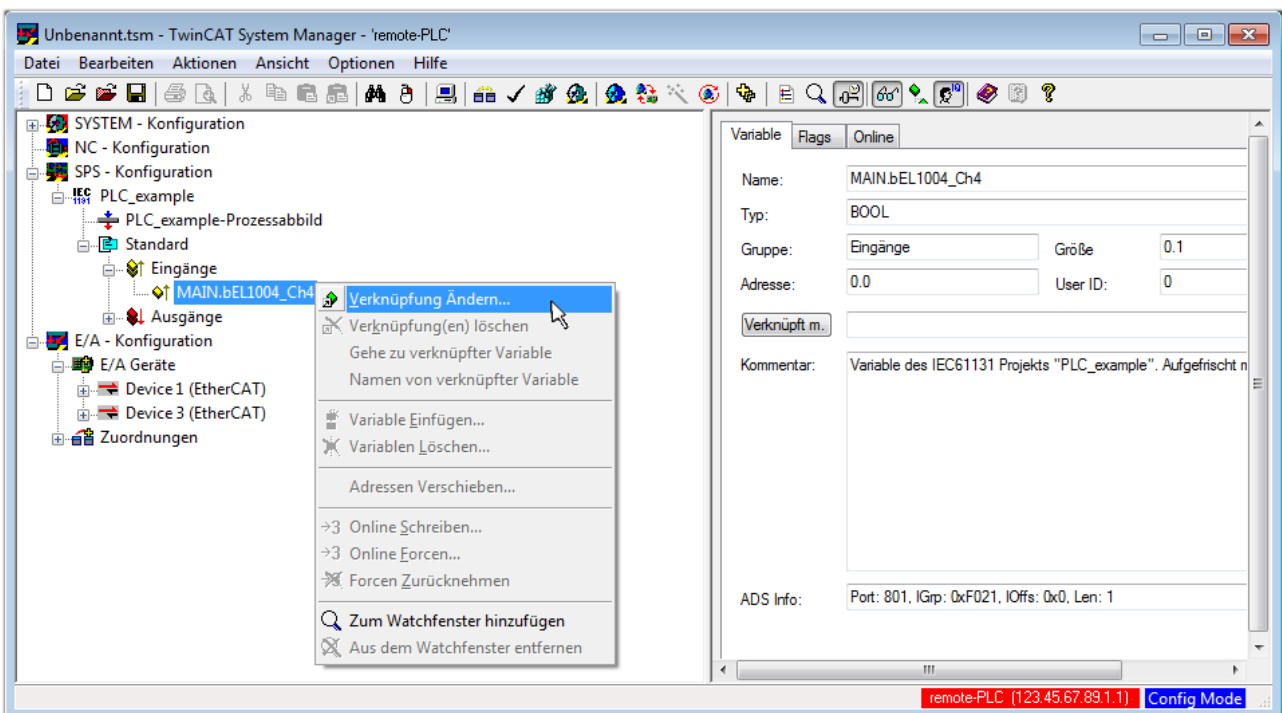 Unbenannt.tsm - TwinCAT System Manager - 'remote-PLC'
Datei Bearbeiten Aktionen Ansicht Optionen Hilfe
SYSTEM - Konfiguration
NC - Konfiguration
SPS - Konfiguration
IEC 1131 PLC_example
PLC_example-Prozessabbild
Standard
Eingänge
MAIN.bEL1004_Ch4
Ausgänge
E/A - Konfiguration
E/A Geräte
Device 1 (EtherCAT)
Device 3 (EtherCAT)
Zuordnungen
Verknüpfung Ändern...
Verknüpfung(en) löschen
Gehe zu verknüpfter Variable
Namen von verknüpfter Variable
Variable Einfügen...
Variablen Löschen...
Adressen Verschieben...
→3 Online Schreiben...
→3 Online Forcen...
Forcen Zurücknehmen
Zum Watchfenster hinzufügen
Aus dem Watchfenster entfernen
Variable Flags Online
Name: MAIN.bEL1004_Ch4
Typ: BOOL
Gruppe: Eingänge Größe 0.1
Adresse: 0.0 User ID: 0
Verknüpft m.
Kommentar: Variable des IEC61131 Projekts "PLC_example". Aufgefrischt
ADS Info: Port: 801, IGrp: 0xF021, IOffs: 0x0, Len: 1
remote-PLC (123.45.67.89.1.1) Config Mode